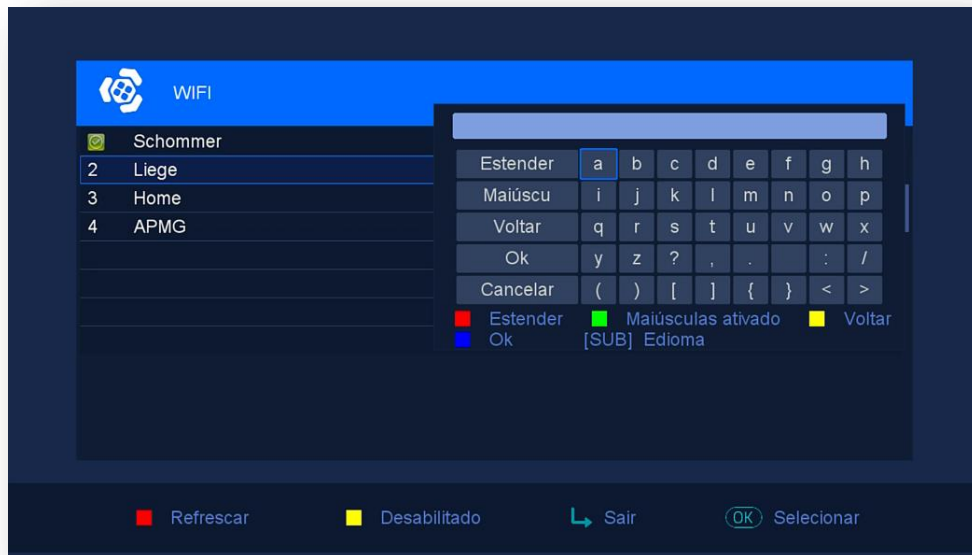 WIFI
Schommer
2 Liege
3 Home
4 APMG
Estender a b c d e f g h
Maiúscu i j k l m n o p
Voltar q r s t u v w x
Ok y z ? , . : /
Cancelar ( ) [ ] { } < >
Estender Maiúsculas ativado Voltar
Ok [SUB] Edioma
Refrescar Desabilitado Sair OK Selecionar